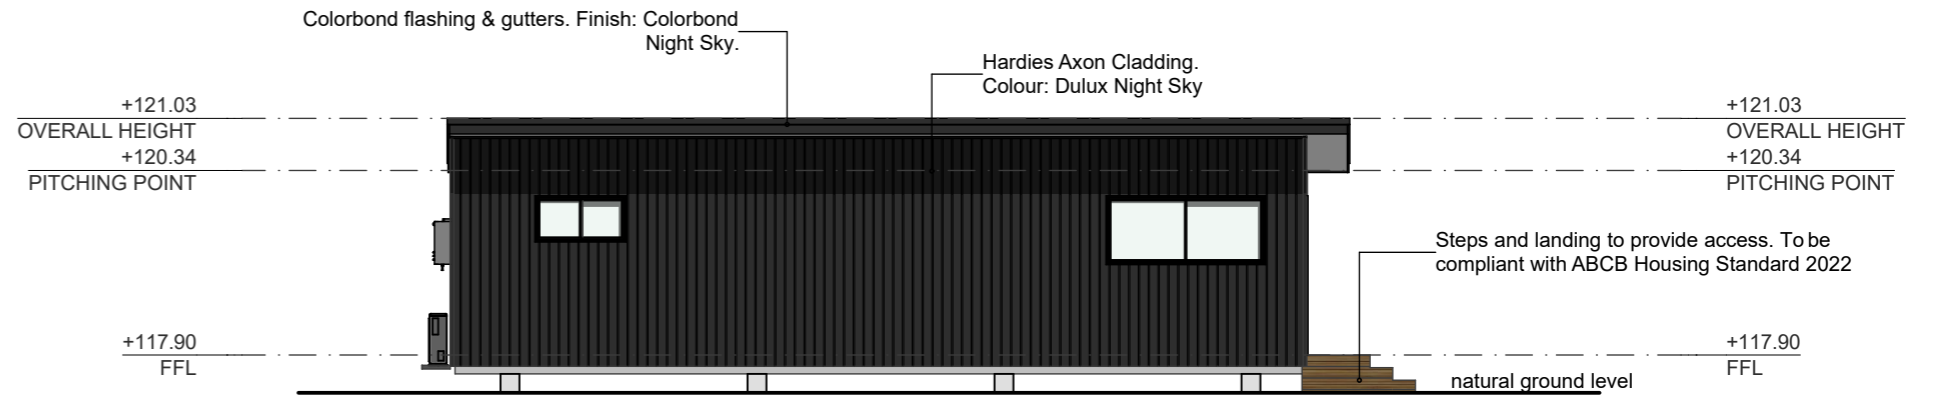 Colorbond flashing & gutters. Finish: Colorbond
Night Sky.
Hardies Axon Cladding.
Colour: Dulux Night Sky
+121.03
OVERALL HEIGHT
+120.34
PITCHING POINT
+121.03
OVERALL HEIGHT
+120.34
PITCHING POINT
Steps and landing to provide access. To be
compliant with ABCB Housing Standard 2022
+117.90
FFL
+117.90
FFL
natural ground level